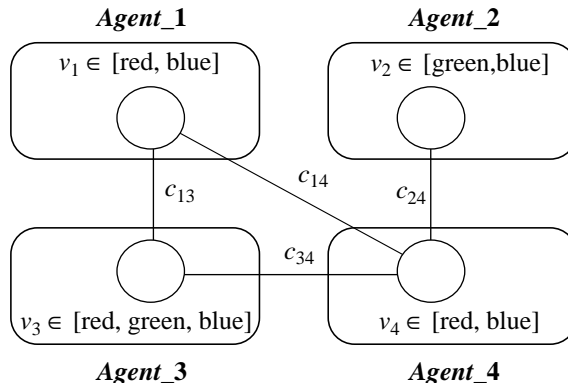 Agent_1
Agent_2
v1 ∈ [red, blue]
v2 ∈ [green,blue]
c13
c14
c24
c34
v3 ∈ [red, green, blue]
v4 ∈ [red, blue]
Agent_3
Agent_4